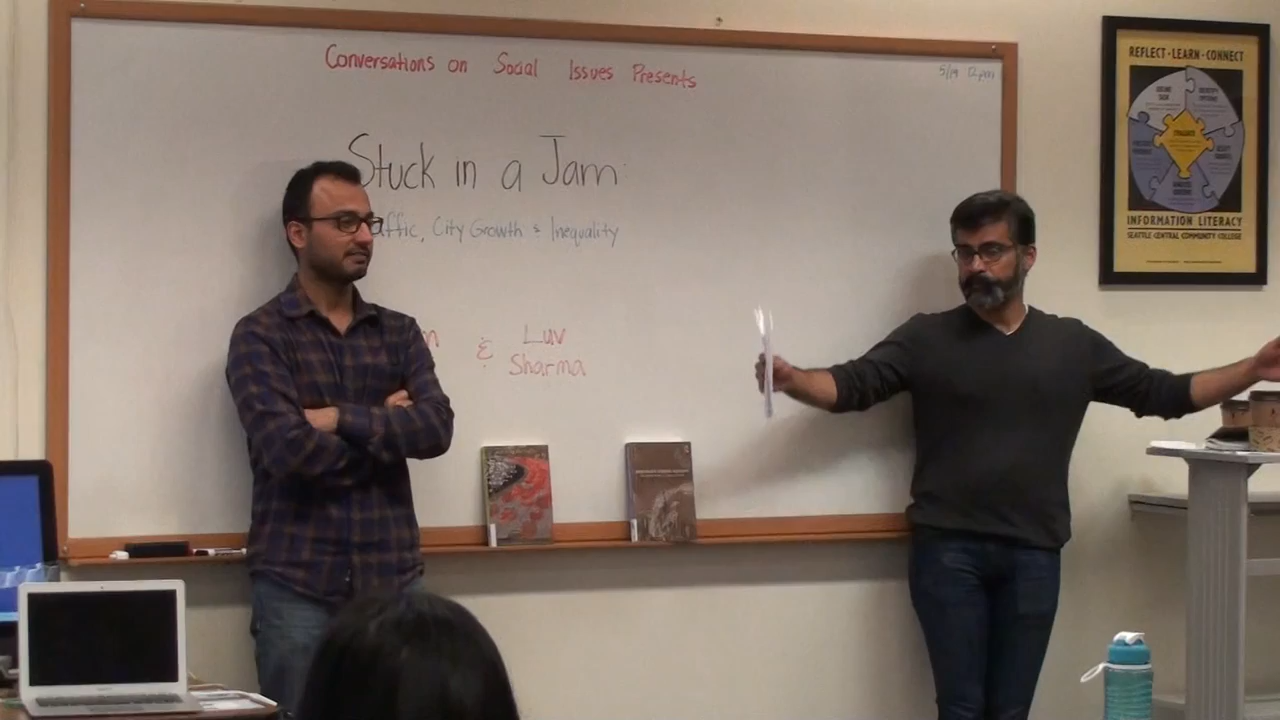 Conversations on Social Issues Presents
5/19 12pm
Stuck in a Jam
affic, City Growth & Inequality
n & Luv
Sharma
REFLECT · LEARN · CONNECT
INFORMATION LITERACY
SEATTLE CENTRAL COMMUNITY COLLEGE